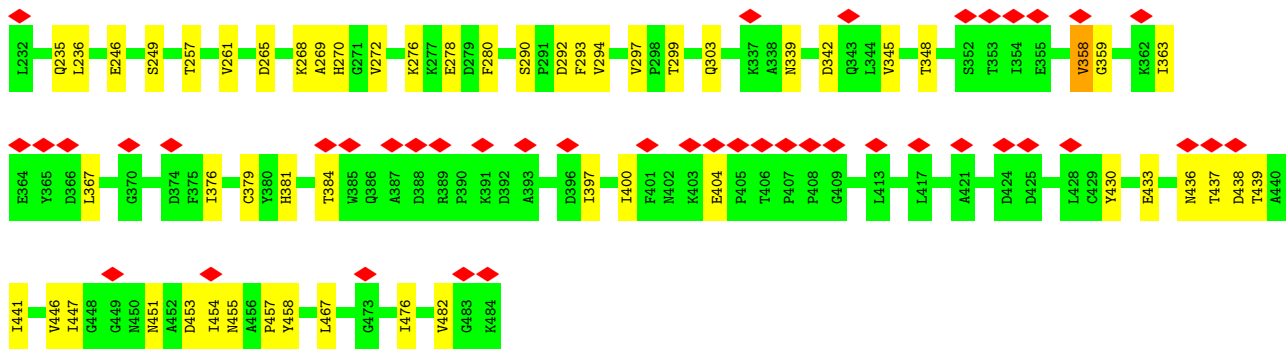 L232 Q235 L236 E246 S249 T257 V261 D265 K268 A269 H270 G271 V272 K276 K277 E278 D279 F280 S290 P291 D292 F293 V294 V297 P298 T299 Q303 K337 A338 N339 D342 Q343 L344 V345 T348 S352 T353 I354 E355 V358 G359 K362 I363
E364 Y365 D366 L367 G370 D374 F375 I376 C379 Y380 H381 T384 W385 Q386 A387 D388 R389 P390 K391 D392 A393 D396 I397 I400 F401 N402 K403 E404 P405 T406 P407 P408 G409 L413 L417 A421 D424 D425 L428 C429 Y430 E433 N436 T437 D438 T439 A440
I441 V446 I447 G448 G449 N450 N451 A452 D453 I454 N455 A456 P457 Y458 L467 G473 I476 V482 G483 K484